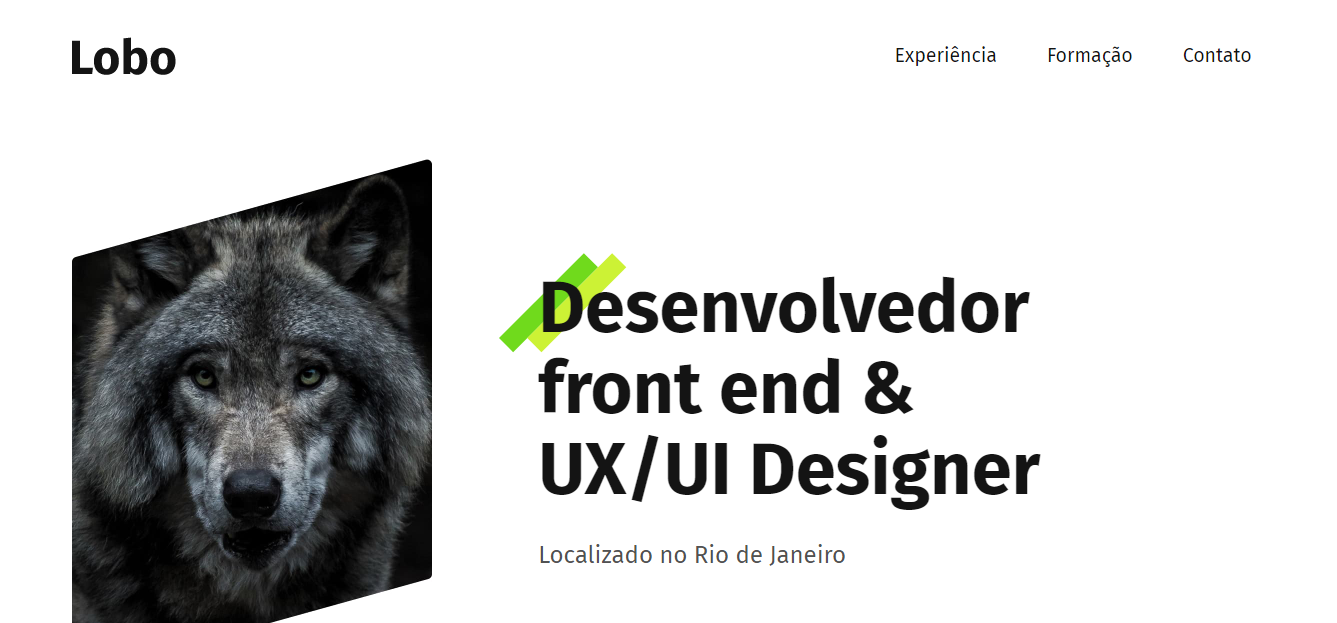 Lobo
Experiência Formação Contato
Desenvolvedor
front end &
UX/UI Designer
Localizado no Rio de Janeiro